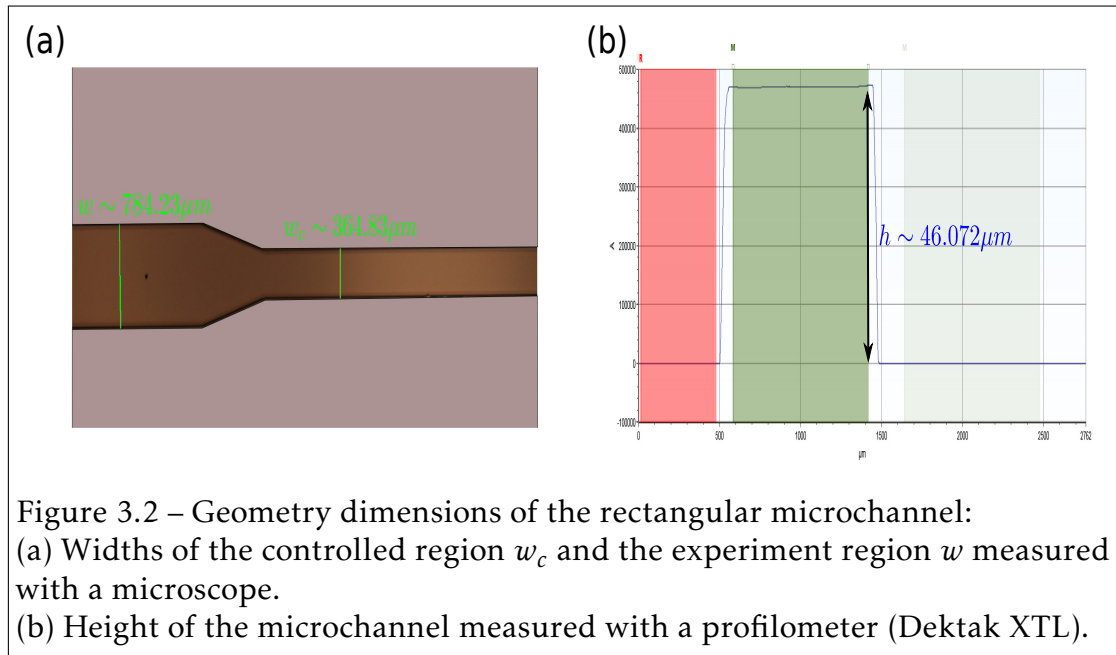 (a)
w ~ 784.23μm
w_c ~ 364.83μm
(b)
R
M
M
500000
400000
300000
200000
100000
0
-100000
Å
h ~ 46.072μm
0 500 1000 1500 2000 2500 2762
μm
Figure 3.2 – Geometry dimensions of the rectangular microchannel:
(a) Widths of the controlled region w_c and the experiment region w measured
with a microscope.
(b) Height of the microchannel measured with a profilometer (Dektak XTL).